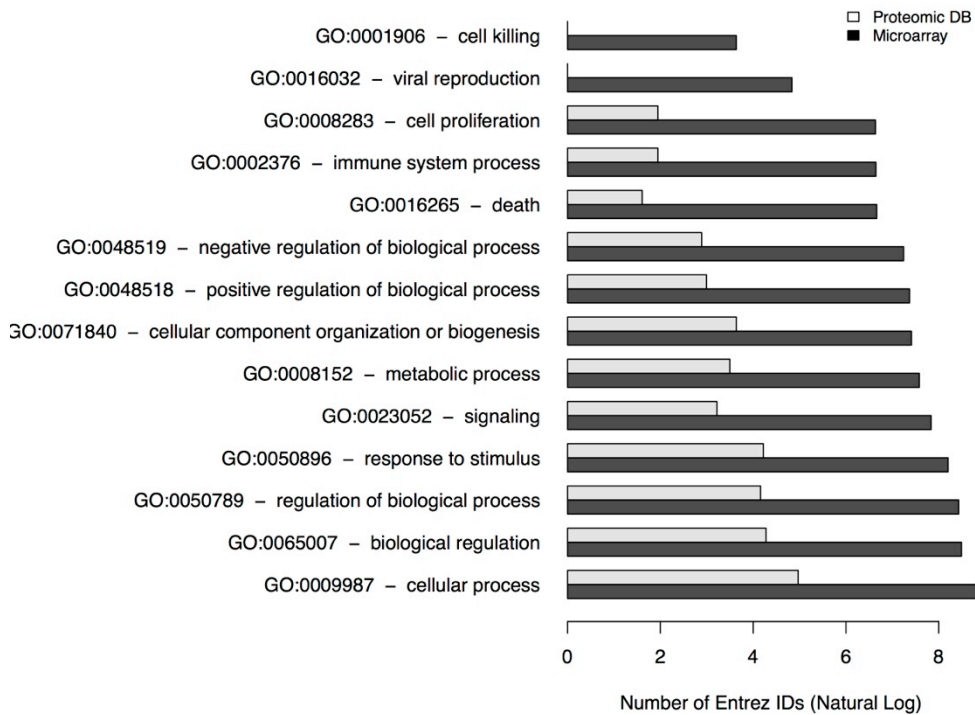 Proteomic DB
Microarray
GO:0001906 – cell killing
GO:0016032 – viral reproduction
GO:0008283 – cell proliferation
GO:0002376 – immune system process
GO:0016265 – death
GO:0048519 – negative regulation of biological process
GO:0048518 – positive regulation of biological process
GO:0071840 – cellular component organization or biogenesis
GO:0008152 – metabolic process
GO:0023052 – signaling
GO:0050896 – response to stimulus
GO:0050789 – regulation of biological process
GO:0065007 – biological regulation
GO:0009987 – cellular process
0 2 4 6 8
Number of Entrez IDs (Natural Log)